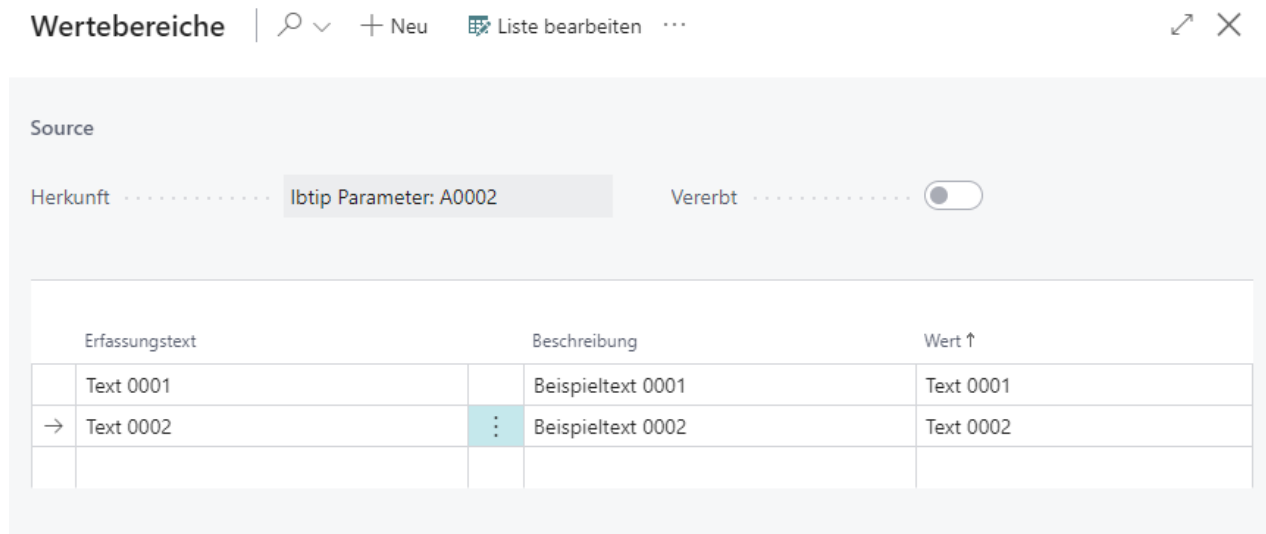 Wertebereiche Neu Liste bearbeiten ...
Source
Herkunft Ibtip Parameter: A0002 Vererbt
Erfassungstext Beschreibung Wert ↑
Text 0001 Beispieltext 0001 Text 0001
→ Text 0002 ⋮ Beispieltext 0002 Text 0002